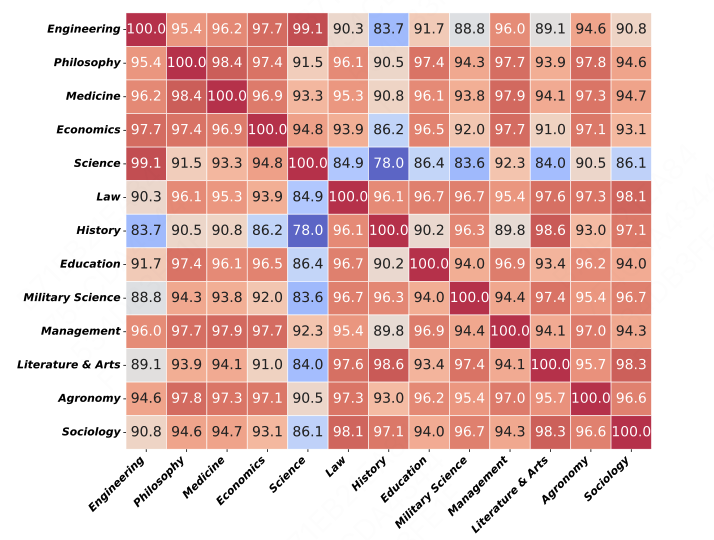 Engineering 100.0 95.4 96.2 97.7 99.1 90.3 83.7 91.7 88.8 96.0 89.1 94.6 90.8
Philosophy 95.4 100.0 98.4 97.4 91.5 96.1 90.5 97.4 94.3 97.7 93.9 97.8 94.6
Medicine 96.2 98.4 100.0 96.9 93.3 95.3 90.8 96.1 93.8 97.9 94.1 97.3 94.7
Economics 97.7 97.4 96.9 100.0 94.8 93.9 86.2 96.5 92.0 97.7 91.0 97.1 93.1
Science 99.1 91.5 93.3 94.8 100.0 84.9 78.0 86.4 83.6 92.3 84.0 90.5 86.1
Law 90.3 96.1 95.3 93.9 84.9 100.0 96.1 96.7 96.7 95.4 97.6 97.3 98.1
History 83.7 90.5 90.8 86.2 78.0 96.1 100.0 90.2 96.3 89.8 98.6 93.0 97.1
Education 91.7 97.4 96.1 96.5 86.4 96.7 90.2 100.0 94.0 96.9 93.4 96.2 94.0
Military Science 88.8 94.3 93.8 92.0 83.6 96.7 96.3 94.0 100.0 94.4 97.4 95.4 96.7
Management 96.0 97.7 97.9 97.7 92.3 95.4 89.8 96.9 94.4 100.0 94.1 97.0 94.3
Literature & Arts 89.1 93.9 94.1 91.0 84.0 97.6 98.6 93.4 97.4 94.1 100.0 95.7 98.3
Agronomy 94.6 97.8 97.3 97.1 90.5 97.3 93.0 96.2 95.4 97.0 95.7 100.0 96.6
Sociology 90.8 94.6 94.7 93.1 86.1 98.1 97.1 94.0 96.7 94.3 98.3 96.6 100.0
Engineering Philosophy Medicine Economics Science Law History Education Military Science Management Literature & Arts Agronomy Sociology